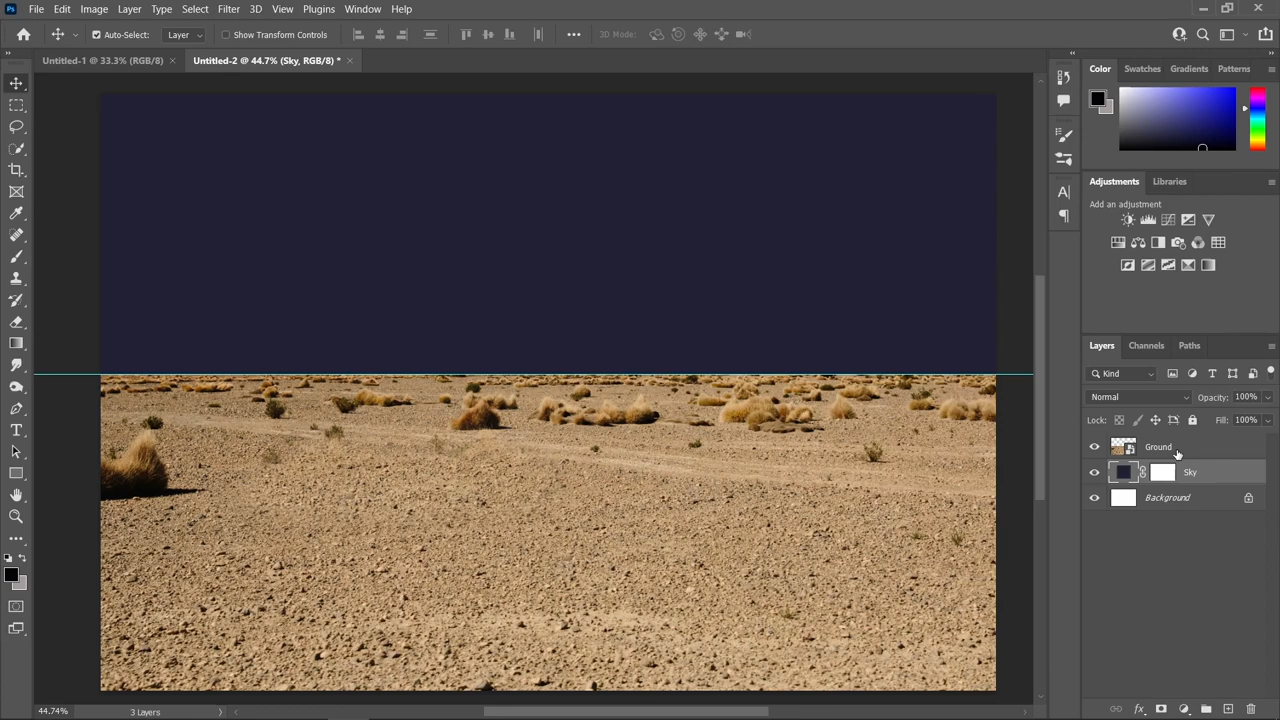 Ps File Edit Image Layer Type Select Filter 3D View Plugins Window Help
Auto-Select: Layer Show Transform Controls 3D Mode:
Untitled-1 @ 33.3% (RGB/8) × Untitled-2 @ 44.7% (Sky, RGB/8) * ×
Color Swatches Gradients Patterns
Adjustments Libraries
Add an adjustment
Layers Channels Paths
Kind
Normal Opacity: 100%
Lock: Fill: 100%
Ground
Sky
Background
44.74% 3 Layers